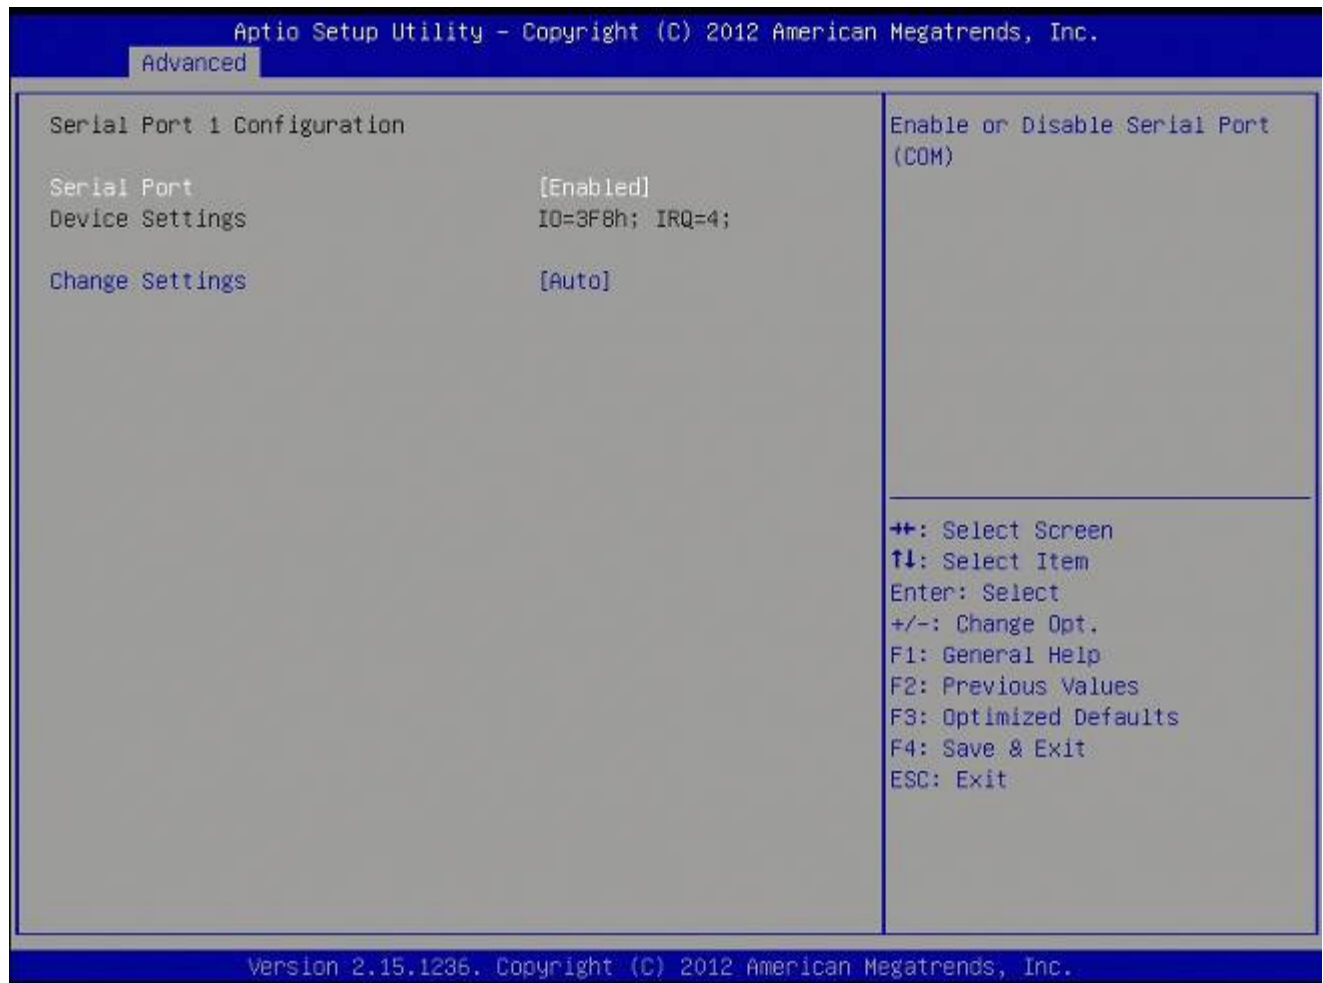 Aptio Setup Utility - Copyright (C) 2012 American Megatrends, Inc.
Advanced
Serial Port 1 Configuration
Serial Port [Enabled]
Device Settings IO=3F8h; IRQ=4;
Change Settings [Auto]
Enable or Disable Serial Port
(COM)
→←: Select Screen
↑↓: Select Item
Enter: Select
+/-: Change Opt.
F1: General Help
F2: Previous Values
F3: Optimized Defaults
F4: Save & Exit
ESC: Exit
Version 2.15.1236. Copyright (C) 2012 American Megatrends, Inc.